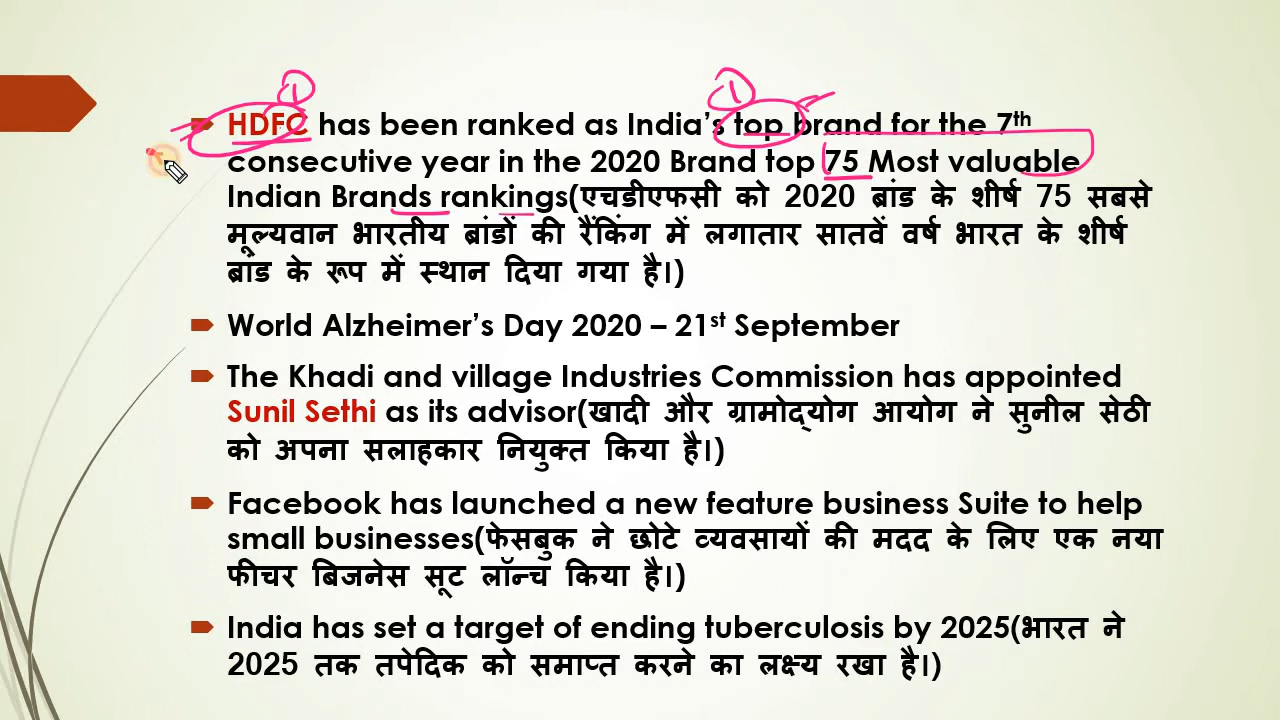 HDFC has been ranked as India's top brand for the 7th
consecutive year in the 2020 Brand top 75 Most valuable
Indian Brands rankings(एचडीएफसी को 2020 ब्रांड के शीर्ष 75 सबसे
मूल्यवान भारतीय ब्रांडों की रैंकिंग में लगातार सातवें वर्ष भारत के शीर्ष
ब्रांड के रूप में स्थान दिया गया है।)
World Alzheimer's Day 2020 – 21st September
The Khadi and village Industries Commission has appointed
Sunil Sethi as its advisor(खादी और ग्रामोद्योग आयोग ने सुनील सेठी
को अपना सलाहकार नियुक्त किया है।)
Facebook has launched a new feature business Suite to help
small businesses(फेसबुक ने छोटे व्यवसायों की मदद के लिए एक नया
फीचर बिजनेस सूट लॉन्च किया है।)
India has set a target of ending tuberculosis by 2025(भारत ने
2025 तक तपेदिक को समाप्त करने का लक्ष्य रखा है।)